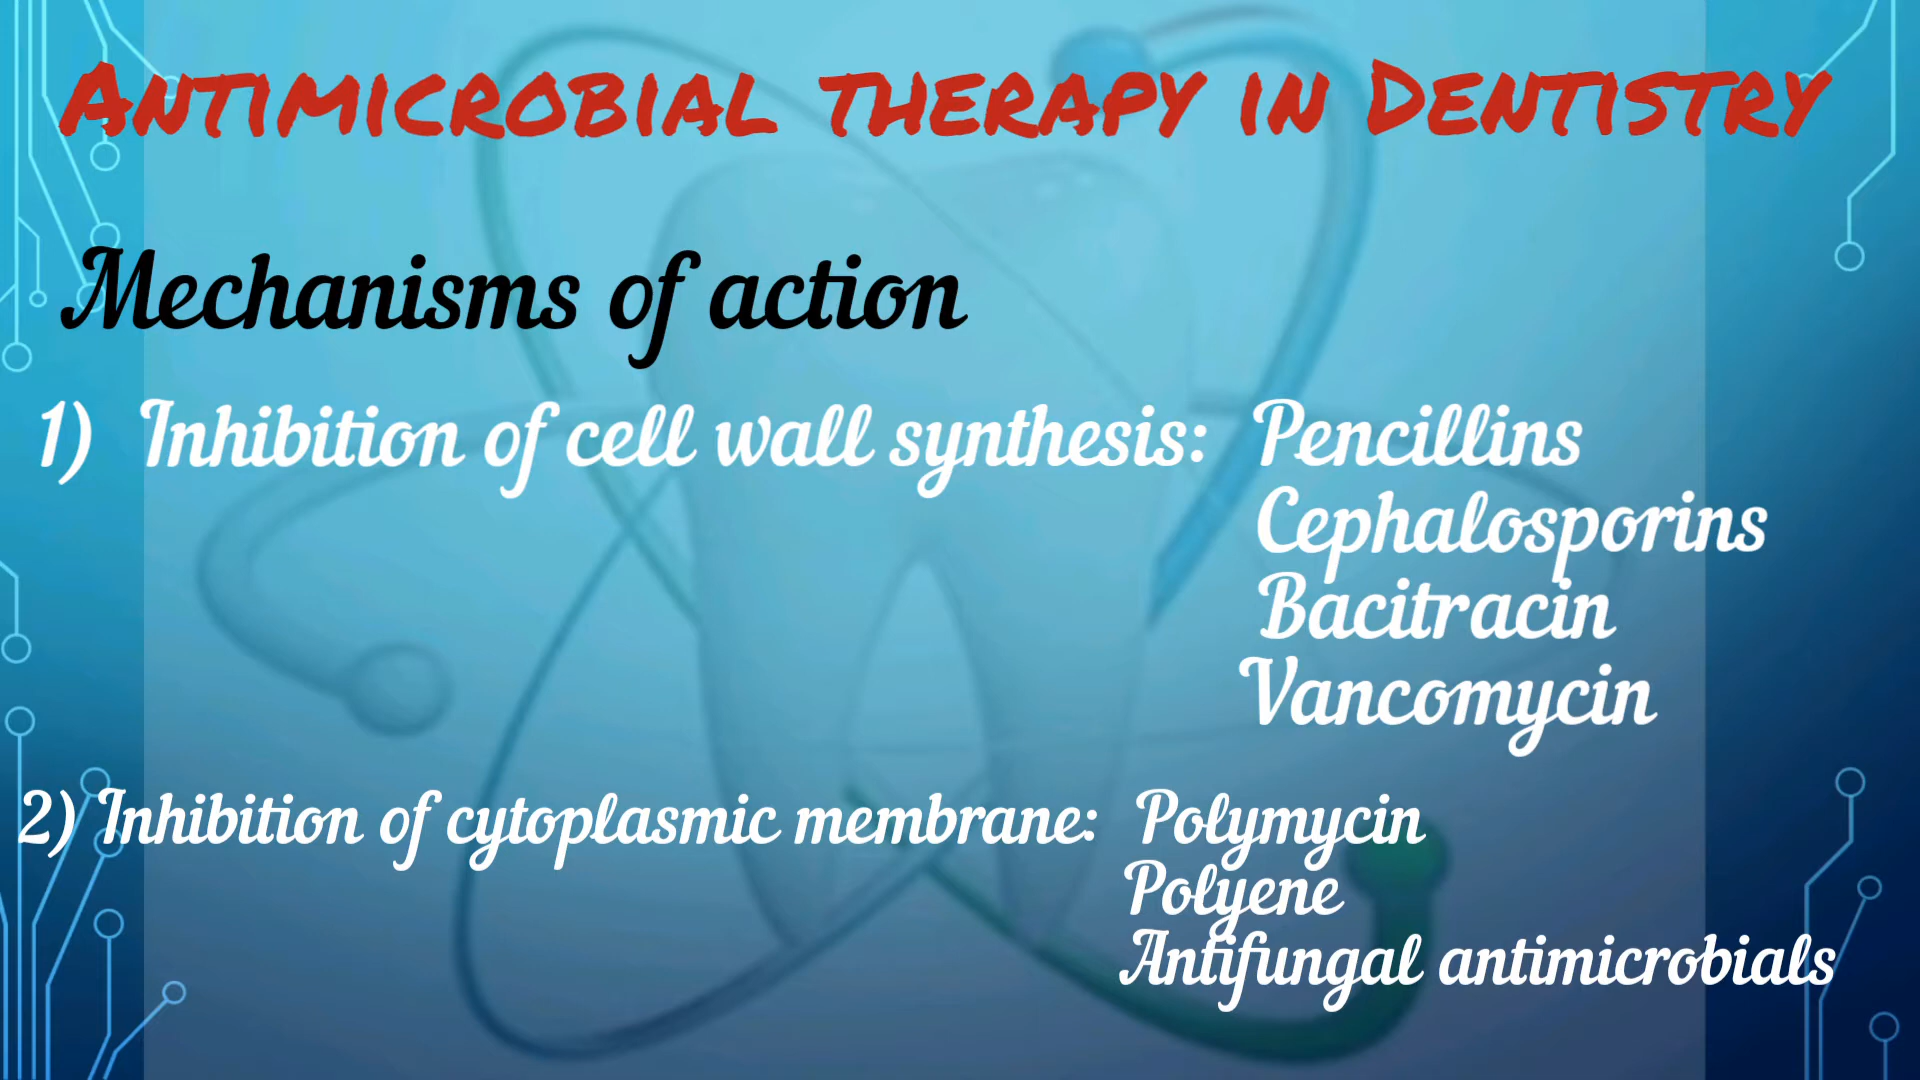 Antimicrobial therapy in Dentistry
Mechanisms of action
1) Inhibition of cell wall synthesis: Pencillins
Cephalosporins
Bacitracin
Vancomycin
2) Inhibition of cytoplasmic membrane: Polymycin
Polyene
Antifungal antimicrobials